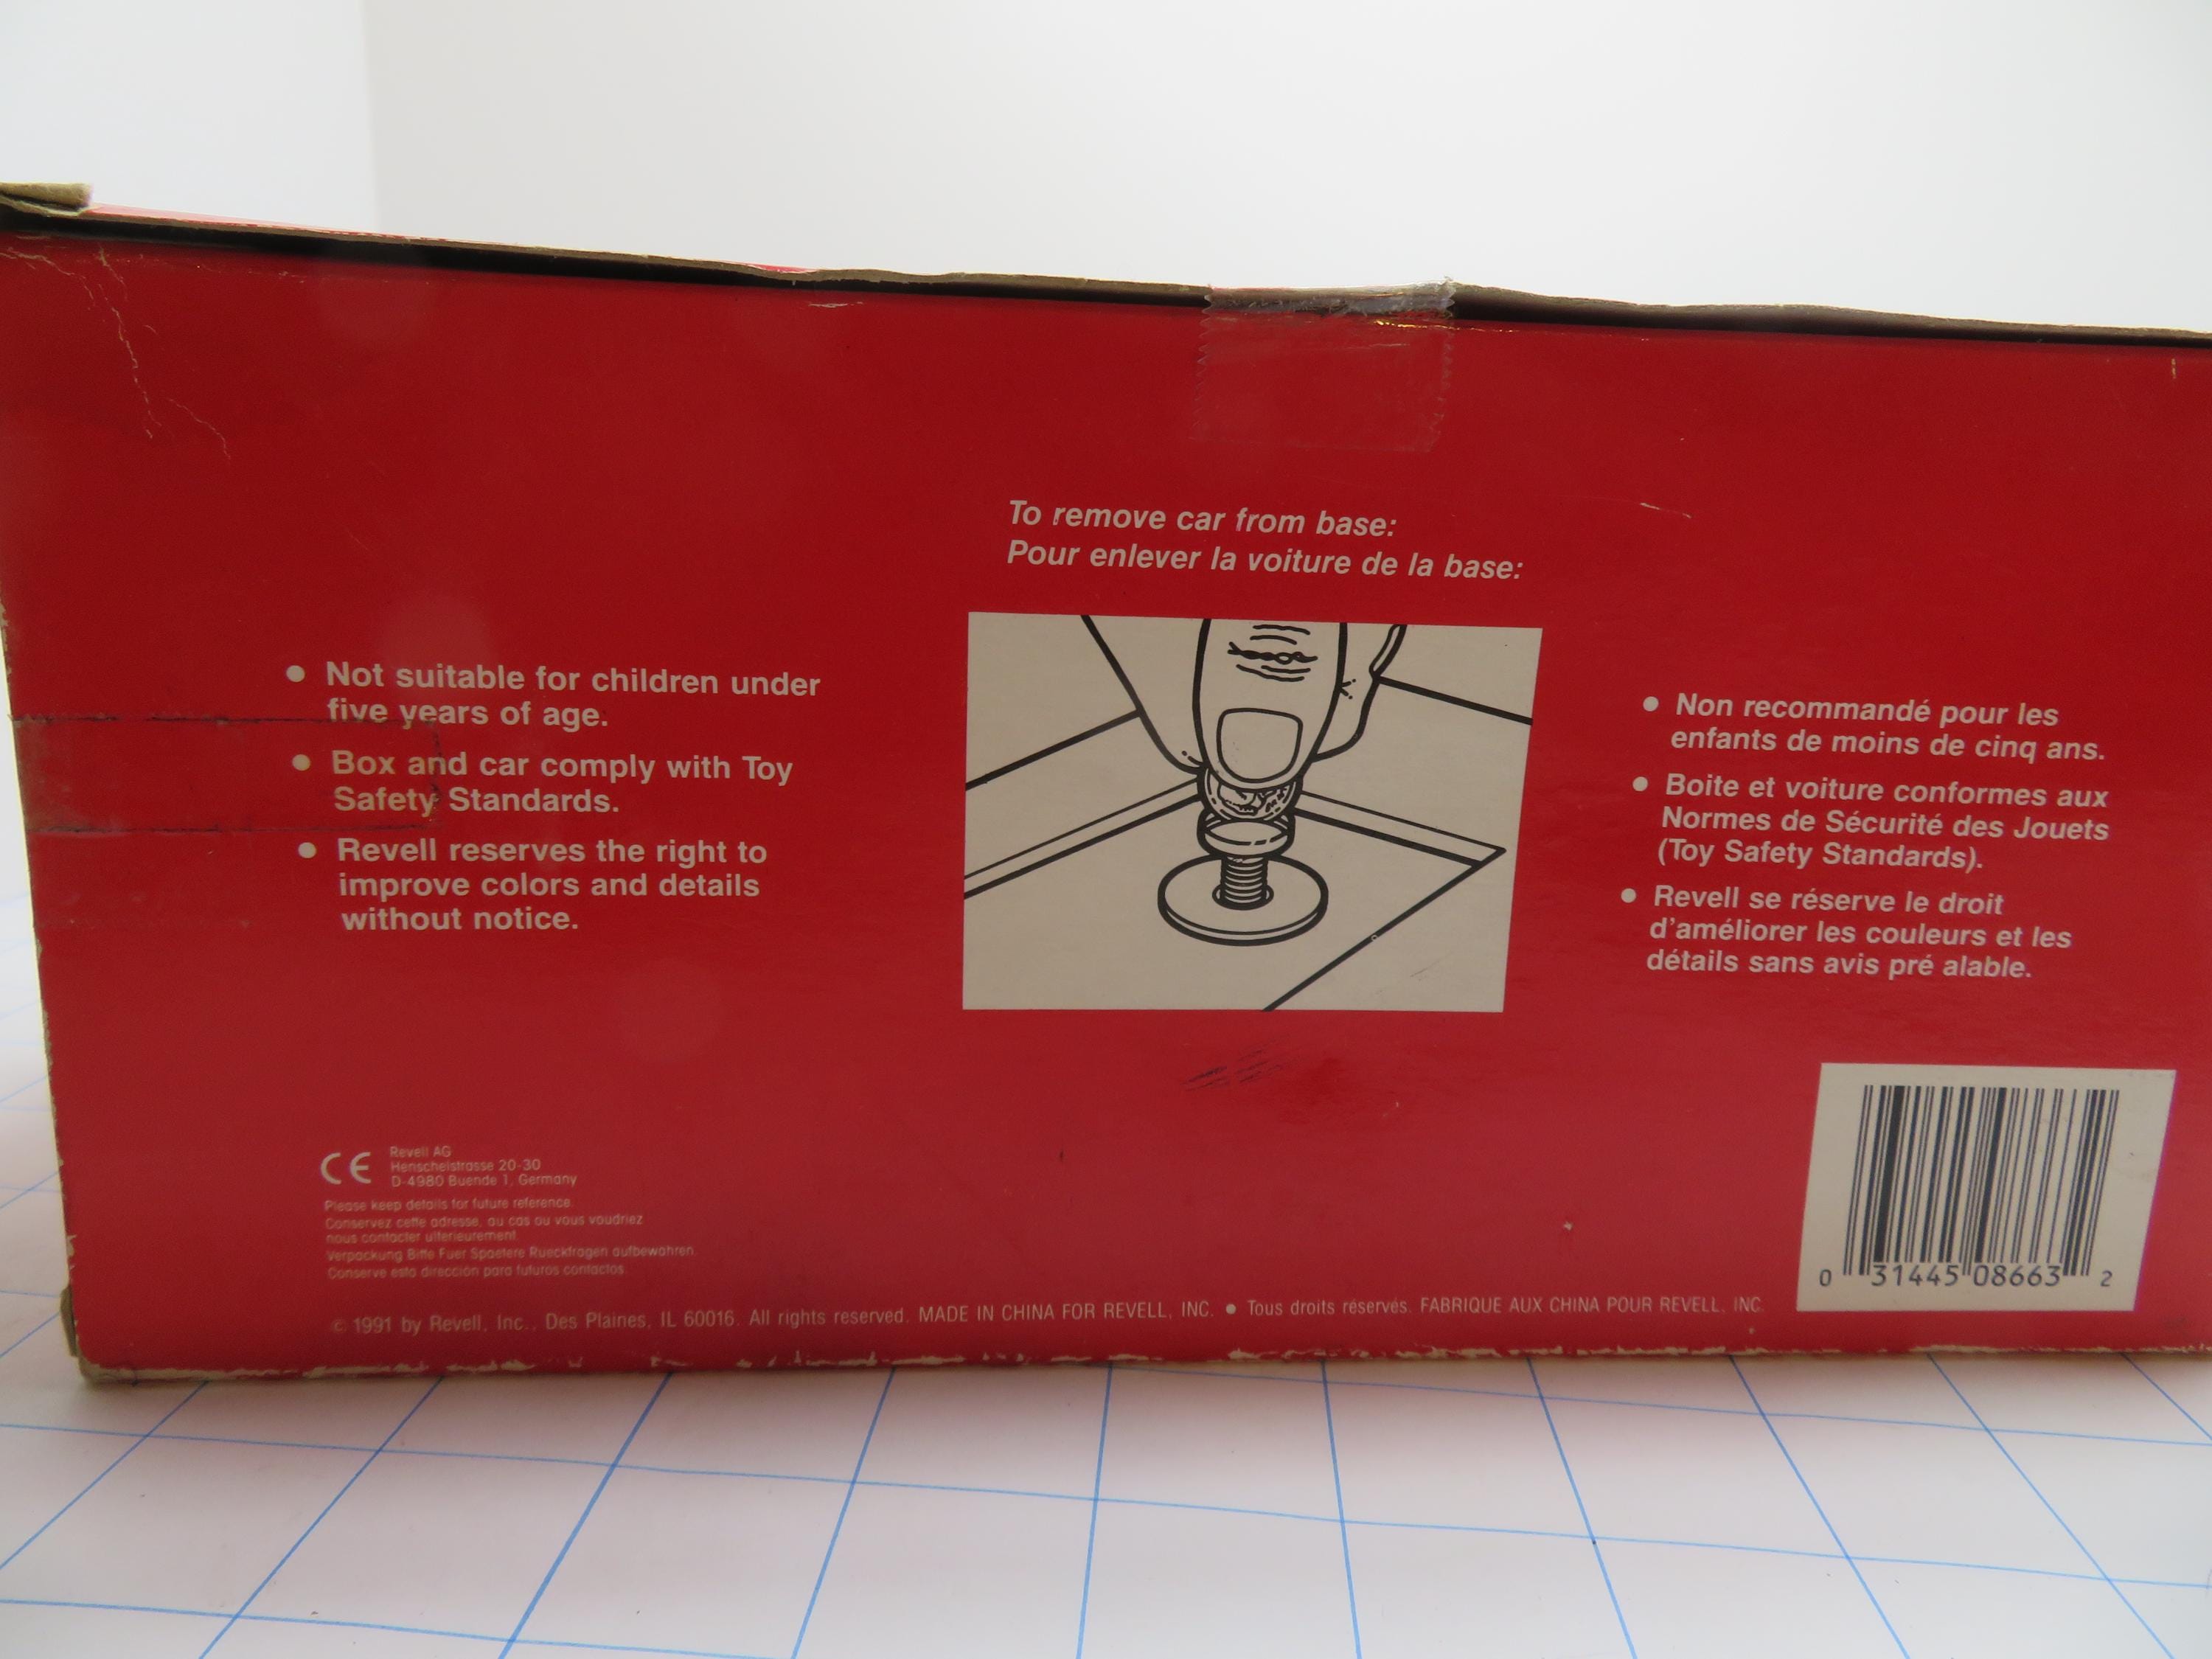 To remove car from base:
Pour enlever la voiture de la base:
• Not suitable for children under
five years of age.
• Box and car comply with Toy
Safety Standards.
• Revell reserves the right to
improve colors and details
without notice.
• Non recommandé pour les
enfants de moins de cinq ans.
• Boite et voiture conformes aux
Normes de Sécurité des Jouets
(Toy Safety Standards).
• Revell se réserve le droit
d'améliorer les couleurs et les
détails sans avis pré alable.
CE
Revell AG
Henschelstrasse 20-30
D-4980 Buende 1, Germany
Please keep details for future reference.
Conservez cette adresse, au cas ou vous voudriez
nous contacter ulterieurement
Verpackung Bitte Fuer Spaetere Rueckfragen aufbewahren.
Conserve esta dirección para futuros contactos.
© 1991 by Revell, Inc., Des Plaines, IL 60016. All rights reserved. MADE IN CHINA FOR REVELL, INC. • Tous droits réservés. FABRIQUE AUX CHINA POUR REVELL, INC.
0 31445 08663 2